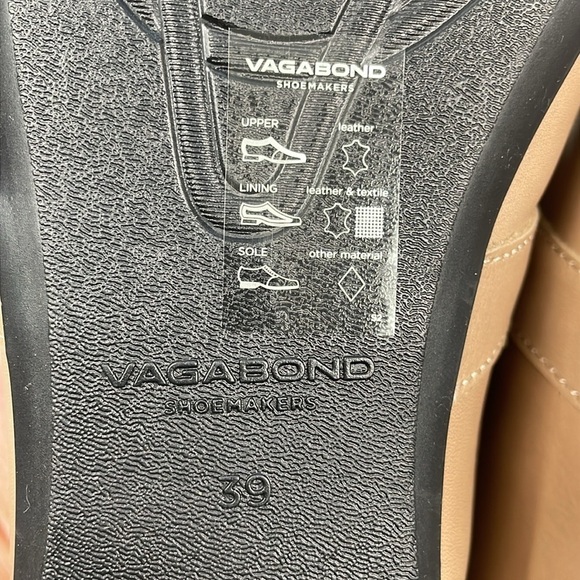 VAGABOND
SHOEMAKERS
UPPER leather
LINING leather & textile
SOLE other material
VAGABOND
SHOEMAKERS
39